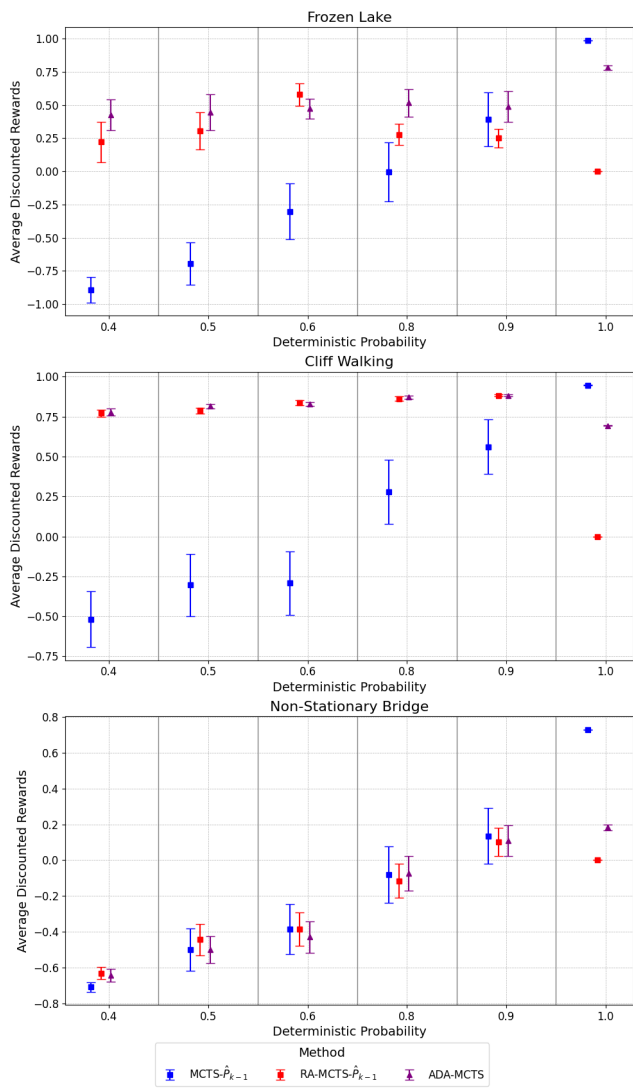 Frozen Lake
Average Discounted Rewards
1.00
0.75
0.50
0.25
0.00
−0.25
−0.50
−0.75
−1.00
0.4 0.5 0.6 0.8 0.9 1.0
Deterministic Probability
Cliff Walking
Average Discounted Rewards
1.00
0.75
0.50
0.25
0.00
−0.25
−0.50
−0.75
0.4 0.5 0.6 0.8 0.9 1.0
Deterministic Probability
Non-Stationary Bridge
Average Discounted Rewards
0.8
0.6
0.4
0.2
0.0
−0.2
−0.4
−0.6
−0.8
0.4 0.5 0.6 0.8 0.9 1.0
Deterministic Probability
Method
MCTS-P̂ₖ₋₁ RA-MCTS-P̂ₖ₋₁ ADA-MCTS